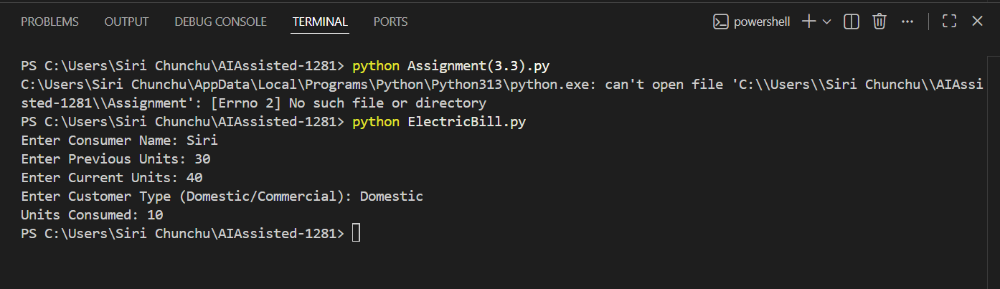 PROBLEMS OUTPUT DEBUG CONSOLE TERMINAL PORTS powershell
PS C:\Users\Siri Chunchu\AIAssisted-1281> python Assignment(3.3).py
C:\Users\Siri Chunchu\AppData\Local\Programs\Python\Python313\python.exe: can't open file 'C:\\Users\\Siri Chunchu\\AIAssi
sted-1281\\Assignment': [Errno 2] No such file or directory
PS C:\Users\Siri Chunchu\AIAssisted-1281> python ElectricBill.py
Enter Consumer Name: Siri
Enter Previous Units: 30
Enter Current Units: 40
Enter Customer Type (Domestic/Commercial): Domestic
Units Consumed: 10
PS C:\Users\Siri Chunchu\AIAssisted-1281>